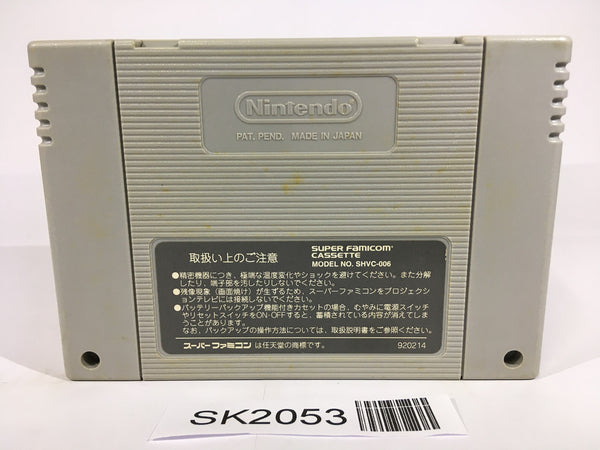 Nintendo
PAT. PEND. MADE IN JAPAN
取扱い上のご注意
SUPER FAMICOM
CASSETTE
MODEL NO. SHVC-006
●精密機器につき、極端な温度変化やショックを避けてください。また分解
したり、端子部を汚したりしないでください。
●残像現象(画面焼け)が生ずるため、スーパーファミコンをプロジェクシ
ョンテレビには接続しないでください。
●バッテリーバックアップ機能付きカセットの場合、むやみに電源スイッチ
やリセットスイッチをON・OFFすると、蓄積されている内容が消えてしま
うことがあります。
なお、バックアップの操作方法については、取扱説明書をご参照ください。
スーパーファミコン は任天堂の商標です。
920214
SK2053